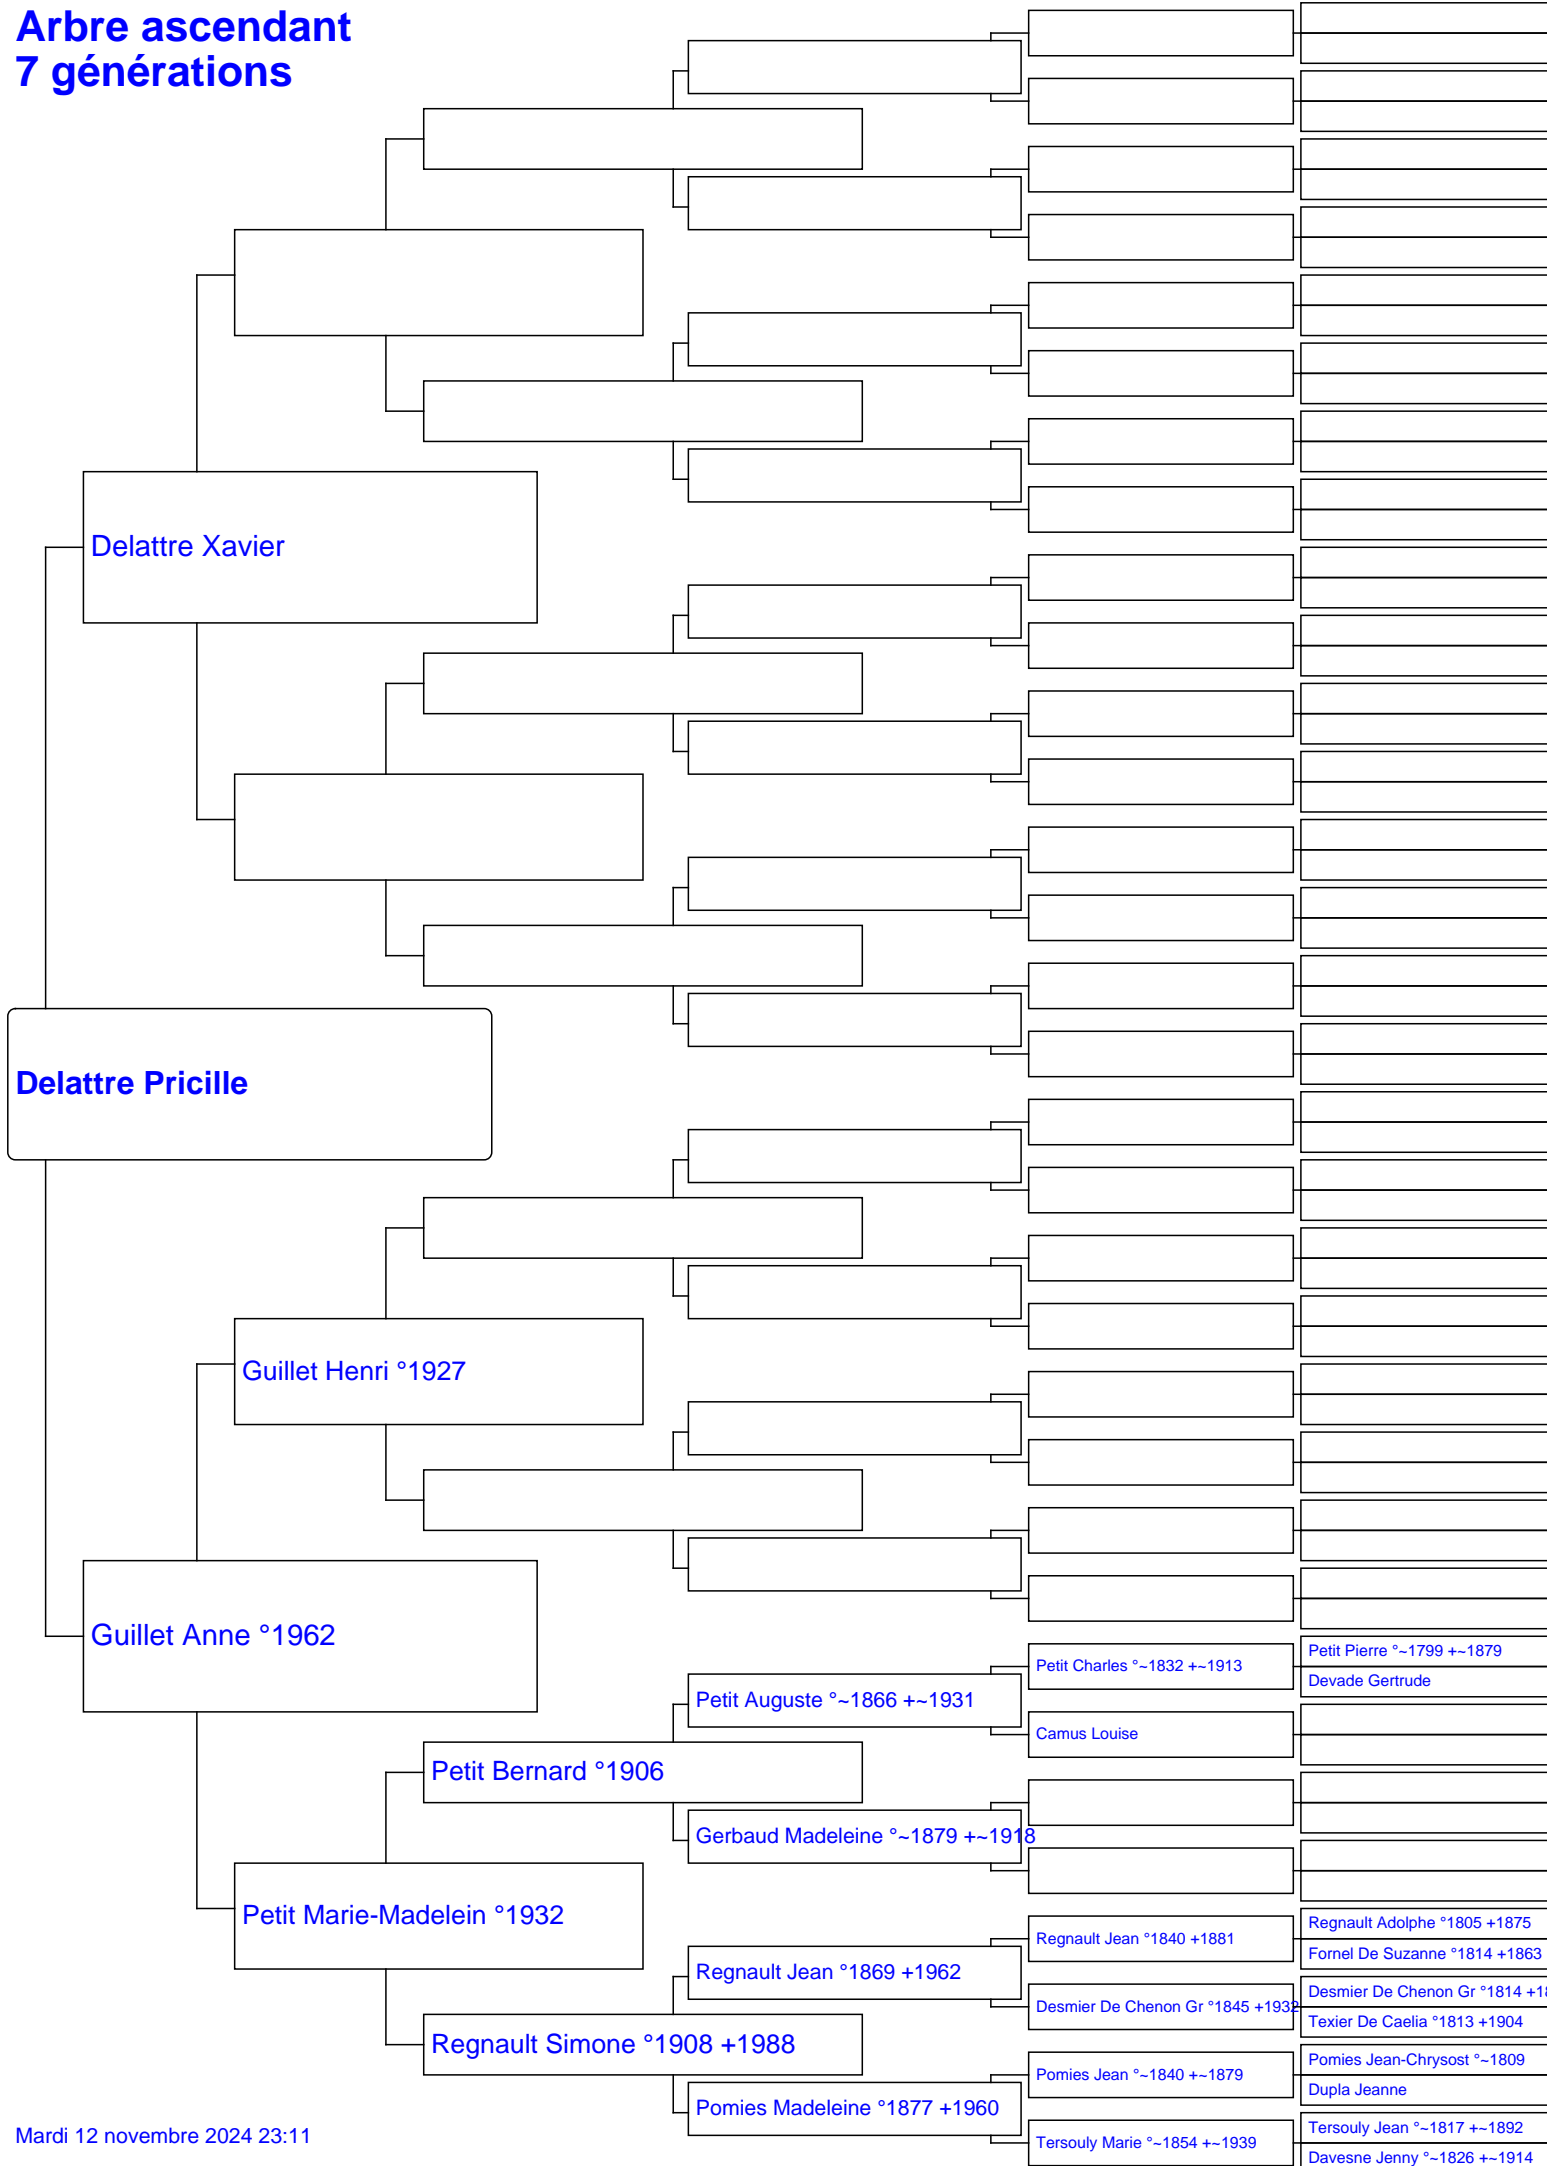 Arbre ascendant
7 générations
Delattre Xavier
Delattre Pricille
Guillet Henri °1927
Guillet Anne °1962
Petit Charles °~1832 +~1913
Petit Pierre °~1799 +~1879
Devade Gertrude
Petit Auguste °~1866 +~1931
Camus Louise
Petit Bernard °1906
Gerbaud Madeleine °~1879 +~1918
Petit Marie-Madelein °1932
Regnault Jean °1840 +1881
Regnault Adolphe °1805 +1875
Fornel De Suzanne °1814 +1863
Regnault Jean °1869 +1962
Desmier De Chenon Gr °1845 +1932
Desmier De Chenon Gr °1814
Texier De Caelia °1813 +1904
Regnault Simone °1908 +1988
Pomies Jean °~1840 +~1879
Pomies Jean-Chrysost °~1809
Dupla Jeanne
Pomies Madeleine °1877 +1960
Tersouly Marie °~1854 +~1939
Tersouly Jean °~1817 +~1892
Davesne Jenny °~1826 +~1914
Mardi 12 novembre 2024 23:11